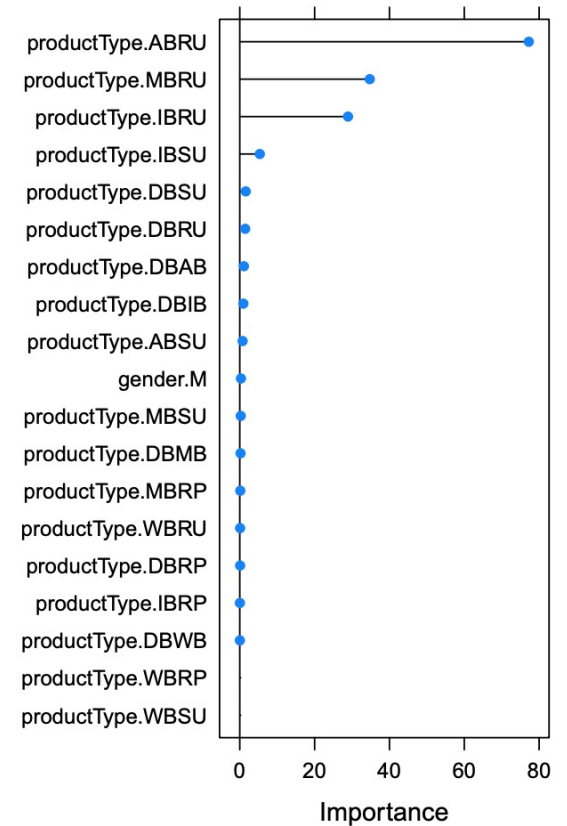 productType.ABRU
productType.MBRU
productType.IBRU
productType.IBSU
productType.DBSU
productType.DBRU
productType.DBAB
productType.DBIB
productType.ABSU
gender.M
productType.MBSU
productType.DBMB
productType.MBRP
productType.WBRU
productType.DBRP
productType.IBRP
productType.DBWB
productType.WBRP
productType.WBSU
0 20 40 60 80
Importance